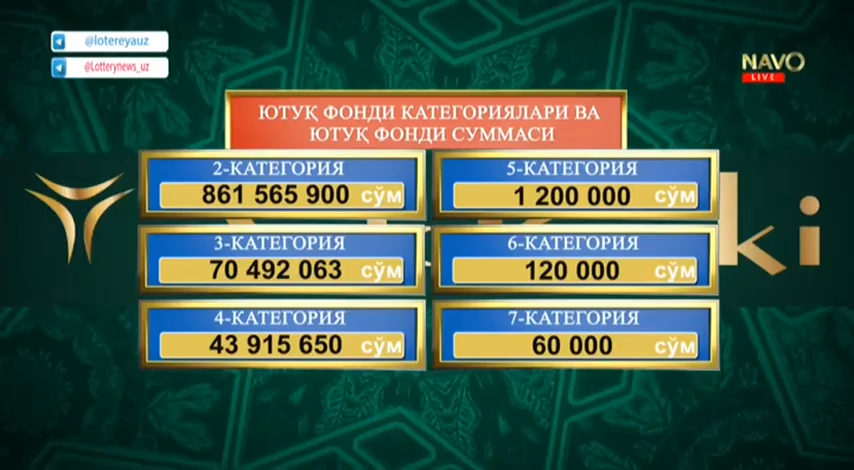 @lotereyauz
@Lotterynews_uz
NAVO
LIVE
ЮТУҚ ФОНДИ КАТЕГОРИЯЛАРИ ВА
ЮТУҚ ФОНДИ СУММАСИ
2-КАТЕГОРИЯ
861 565 900 сўм
5-КАТЕГОРИЯ
1 200 000 сўм
3-КАТЕГОРИЯ
70 492 063 сўм
6-КАТЕГОРИЯ
120 000 сўм
4-КАТЕГОРИЯ
43 915 650 сўм
7-КАТЕГОРИЯ
60 000 сўм